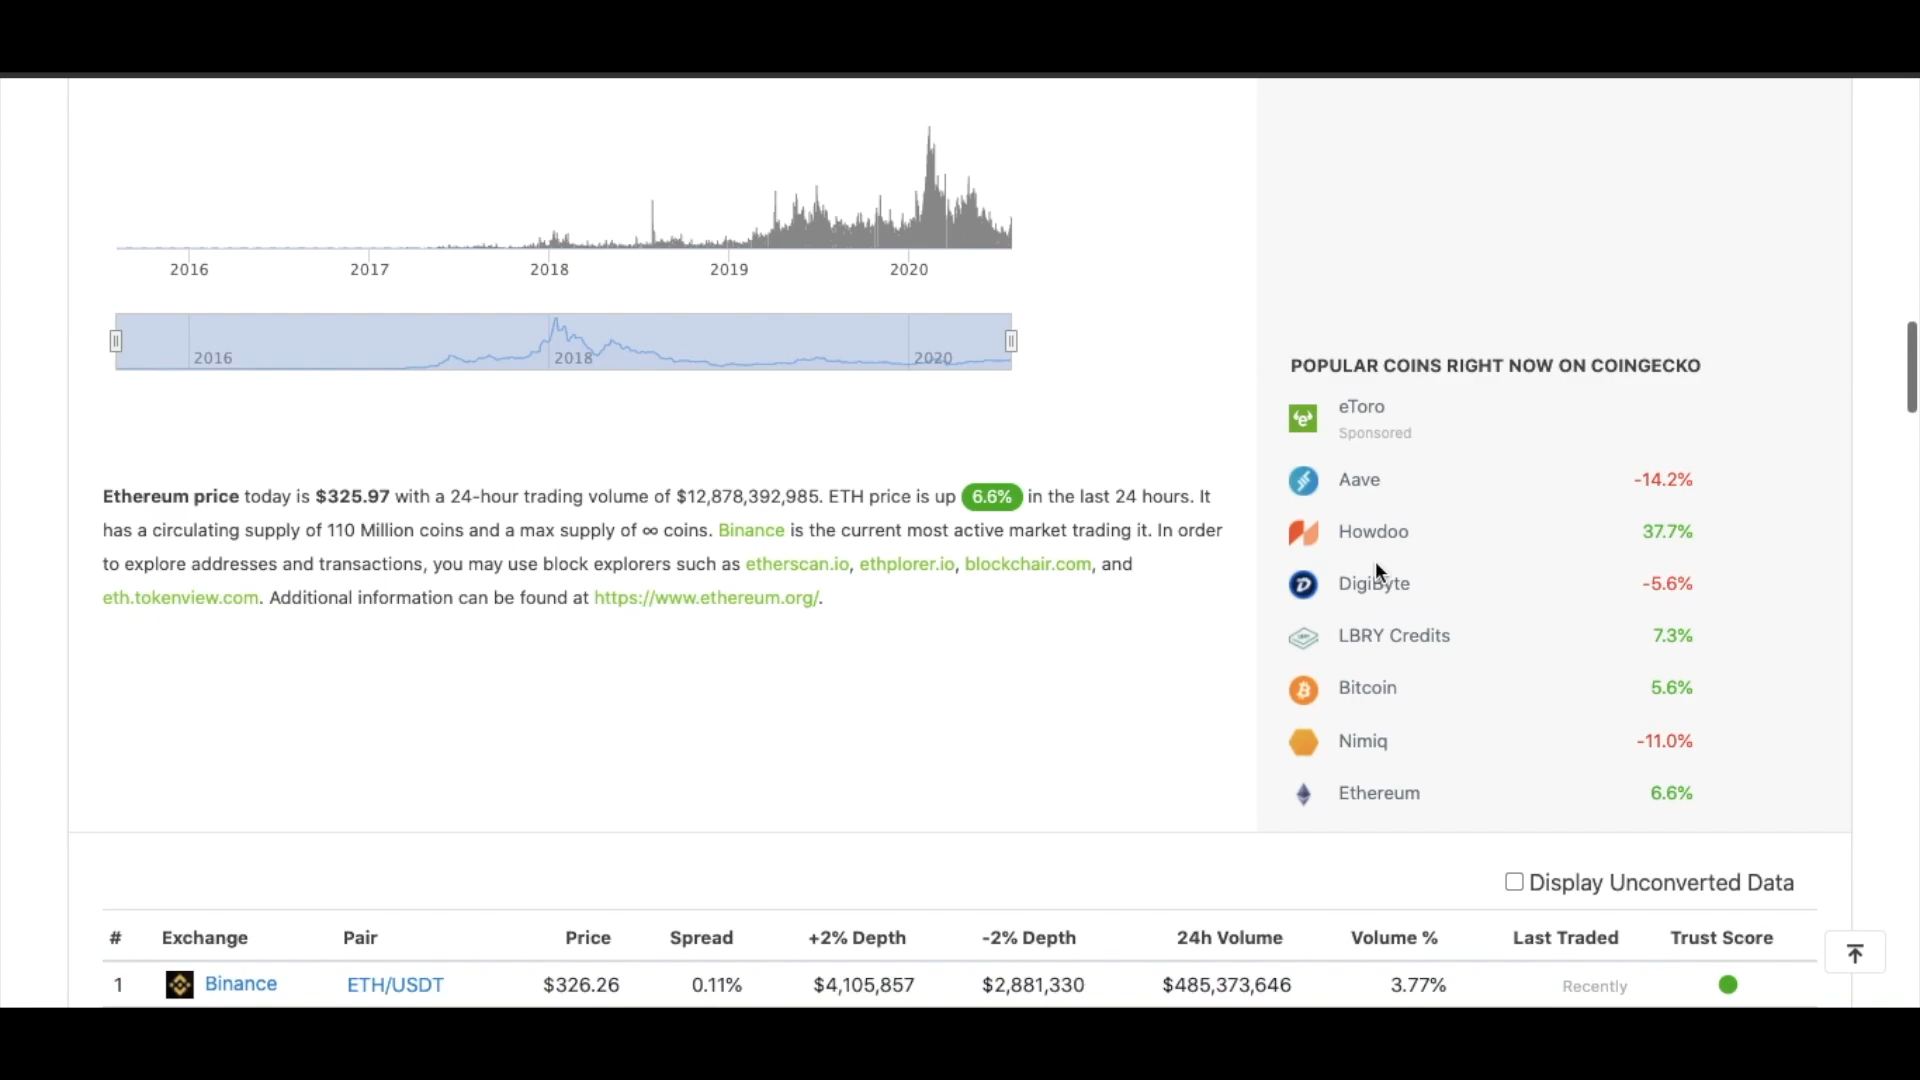 2016 2017 2018 2019 2020
2016 2018 2020
POPULAR COINS RIGHT NOW ON COINGECKO
eToro
Sponsored
Aave -14.2%
Howdoo 37.7%
DigiByte -5.6%
LBRY Credits 7.3%
Bitcoin 5.6%
Nimiq -11.0%
Ethereum 6.6%
Ethereum price today is $325.97 with a 24-hour trading volume of $12,878,392,985. ETH price is up 6.6% in the last 24 hours. It
has a circulating supply of 110 Million coins and a max supply of ∞ coins. Binance is the current most active market trading it. In order
to explore addresses and transactions, you may use block explorers such as etherscan.io, ethplorer.io, blockchair.com, and
eth.tokenview.com. Additional information can be found at https://www.ethereum.org/.
Display Unconverted Data
# Exchange Pair Price Spread +2% Depth -2% Depth 24h Volume Volume % Last Traded Trust Score
1 Binance ETH/USDT $326.26 0.11% $4,105,857 $2,881,330 $485,373,646 3.77% Recently